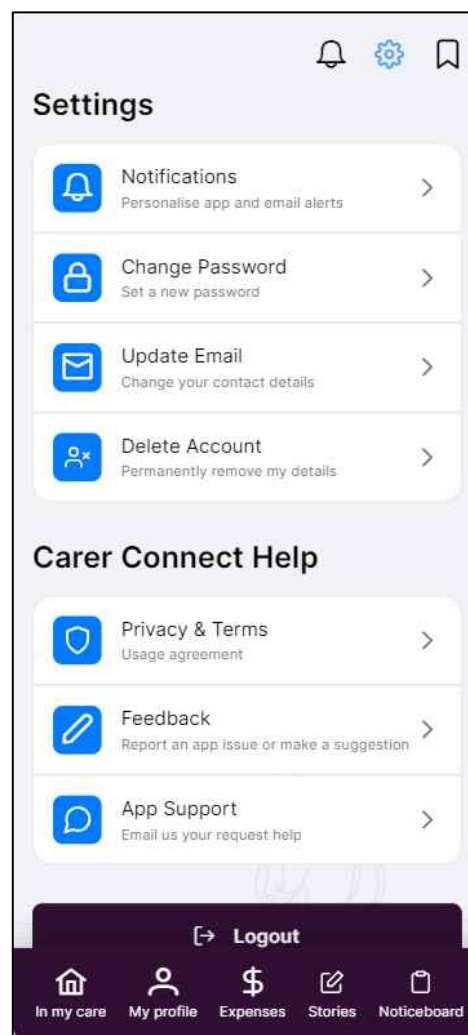 Settings
Notifications
Personalise app and email alerts
Change Password
Set a new password
Update Email
Change your contact details
Delete Account
Permanently remove my details
Carer Connect Help
Privacy & Terms
Usage agreement
Feedback
Report an app issue or make a suggestion
App Support
Email us your request help
Logout
In my care My profile Expenses Stories Noticeboard